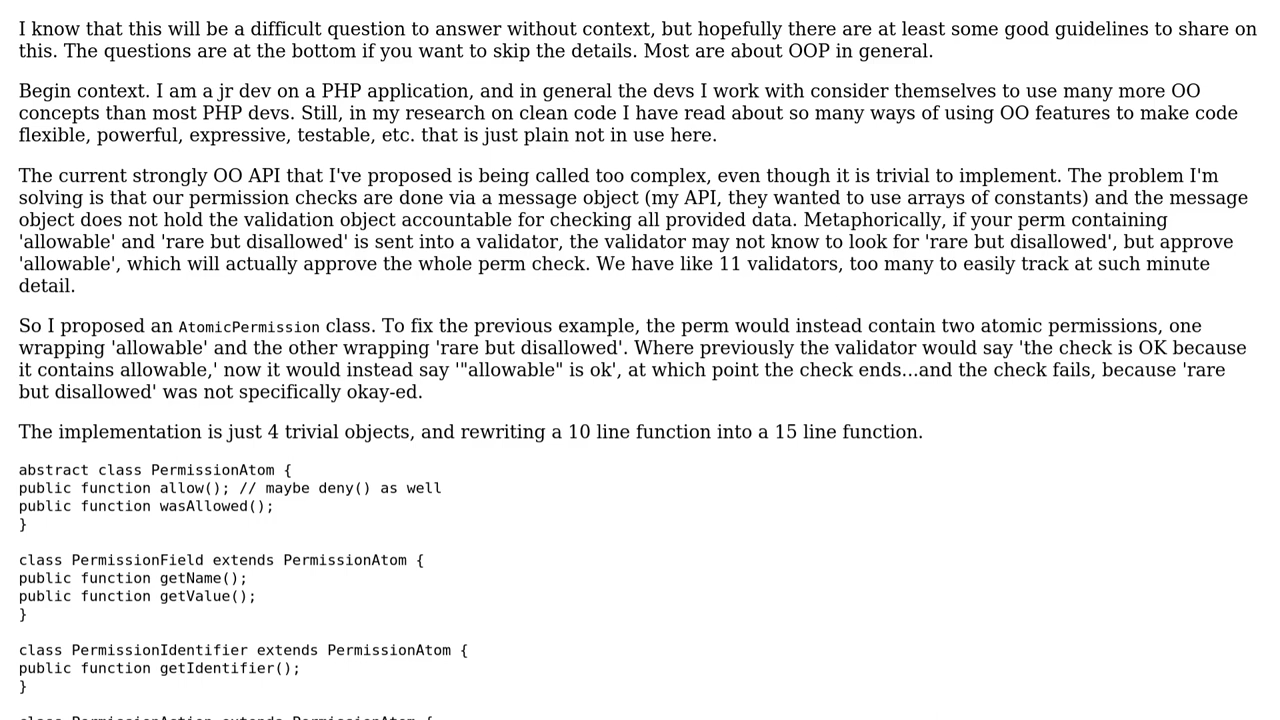 I know that this will be a difficult question to answer without context, but hopefully there are at least some good guidelines to share on
this. The questions are at the bottom if you want to skip the details. Most are about OOP in general.
Begin context. I am a jr dev on a PHP application, and in general the devs I work with consider themselves to use many more OO
concepts than most PHP devs. Still, in my research on clean code I have read about so many ways of using OO features to make code
flexible, powerful, expressive, testable, etc. that is just plain not in use here.
The current strongly OO API that I've proposed is being called too complex, even though it is trivial to implement. The problem I'm
solving is that our permission checks are done via a message object (my API, they wanted to use arrays of constants) and the message
object does not hold the validation object accountable for checking all provided data. Metaphorically, if your perm containing
'allowable' and 'rare but disallowed' is sent into a validator, the validator may not know to look for 'rare but disallowed', but approve
'allowable', which will actually approve the whole perm check. We have like 11 validators, too many to easily track at such minute
detail.
So I proposed an AtomicPermission class. To fix the previous example, the perm would instead contain two atomic permissions, one
wrapping 'allowable' and the other wrapping 'rare but disallowed'. Where previously the validator would say 'the check is OK because
it contains allowable,' now it would instead say '"allowable" is ok', at which point the check ends...and the check fails, because 'rare
but disallowed' was not specifically okay-ed.
The implementation is just 4 trivial objects, and rewriting a 10 line function into a 15 line function.
abstract class PermissionAtom {
public function allow(); // maybe deny() as well
public function wasAllowed();
}
class PermissionField extends PermissionAtom {
public function getName();
public function getValue();
}
class PermissionIdentifier extends PermissionAtom {
public function getIdentifier();
}